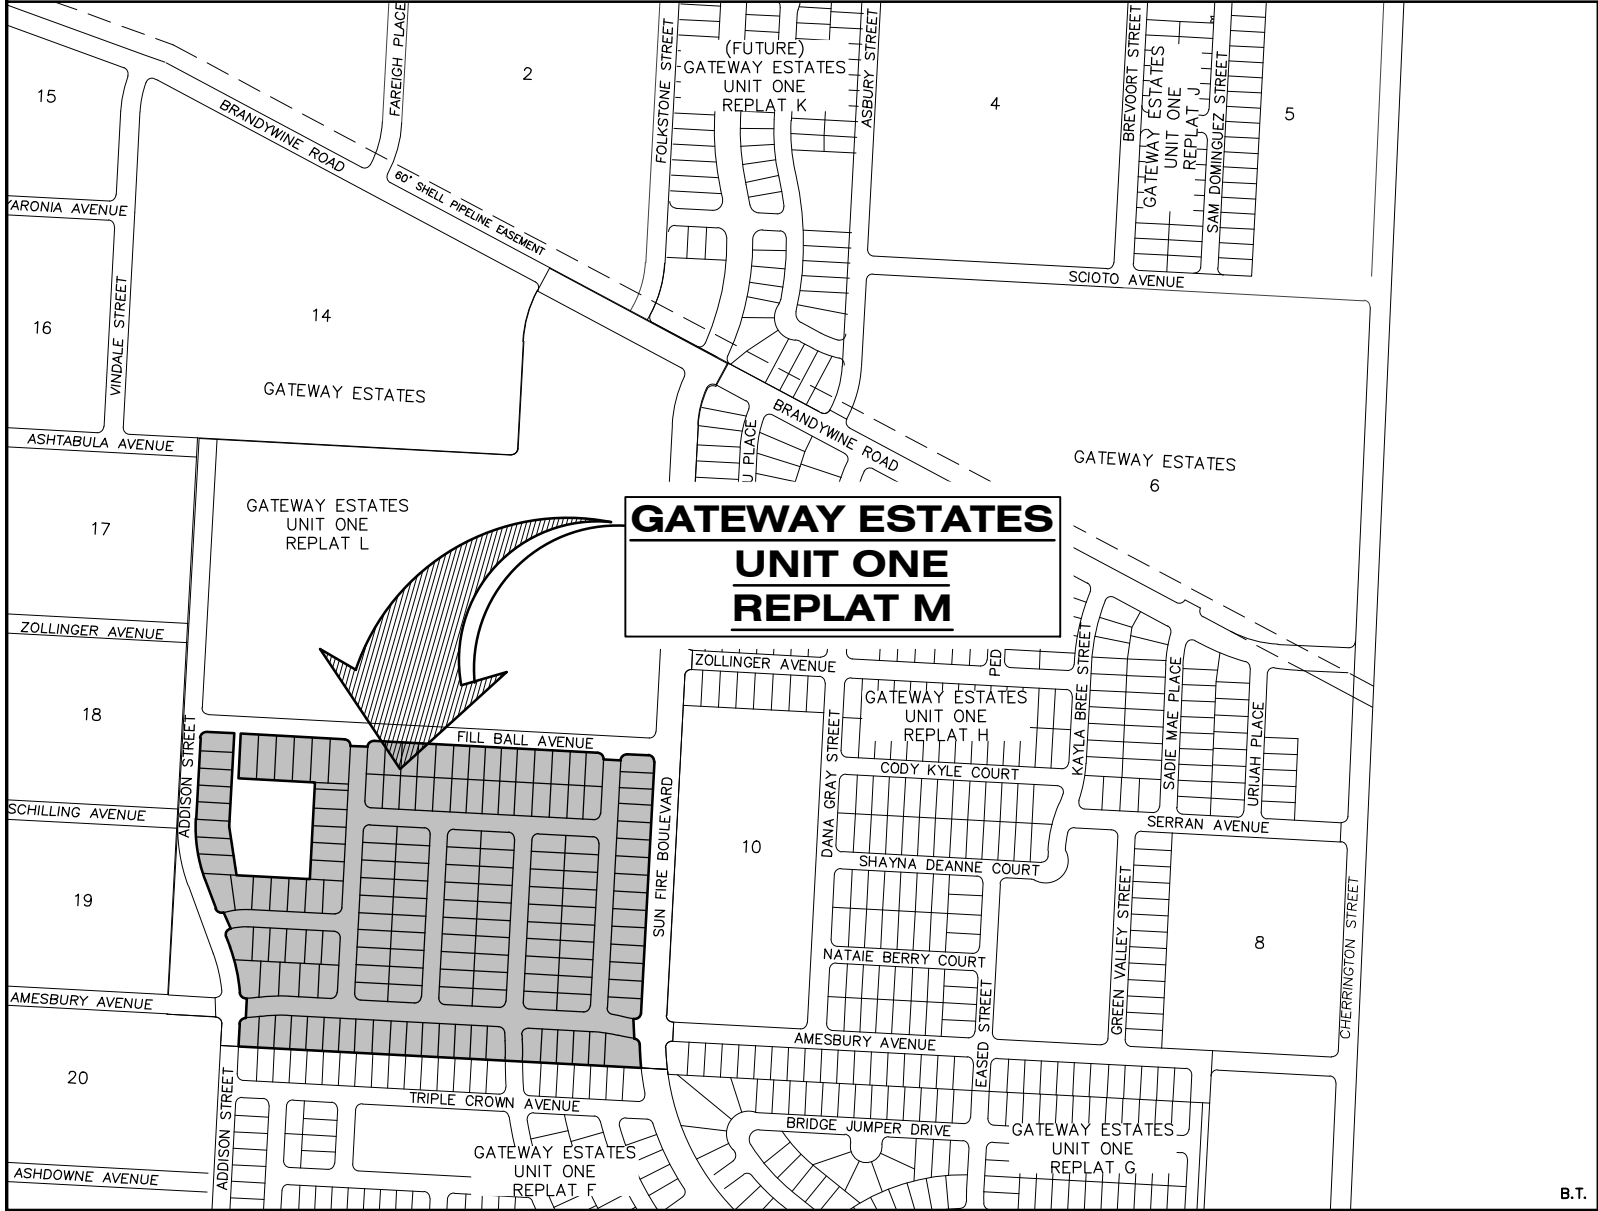 FAREIGH PLACE
FOLKSTONE STREET
ASBURY STREET
BREVOORT STREET
SAM DOMINGUEZ STREET
(FUTURE)
GATEWAY ESTATES
UNIT ONE
REPLAT K
GATEWAY ESTATES
UNIT ONE
REPLAT J
15
2
4
5
BRANDYWINE ROAD
60' SHELL PIPELINE EASEMENT
YARONIA AVENUE
SCIOTO AVENUE
16
VINDALE STREET
14
GATEWAY ESTATES
ASHTABULA AVENUE
U PLACE
BRANDYWINE ROAD
GATEWAY ESTATES
6
17
GATEWAY ESTATES
UNIT ONE
REPLAT L
GATEWAY ESTATES
UNIT ONE
REPLAT M
ZOLLINGER AVENUE
ZOLLINGER AVENUE
PED
KAYLA BREE STREET
SADIE MAE PLACE
URIJAH PLACE
18
ADDISON STREET
FILL BALL AVENUE
DANA GRAY STREET
GATEWAY ESTATES
UNIT ONE
REPLAT H
CODY KYLE COURT
SCHILLING AVENUE
SUN FIRE BOULEVARD
10
SERRAN AVENUE
SHAYNA DEANNE COURT
19
GREEN VALLEY STREET
8
CHERRINGTON STREET
NATAIE BERRY COURT
AMESBURY AVENUE
EASED STREET
AMESBURY AVENUE
20
ADDISON STREET
TRIPLE CROWN AVENUE
BRIDGE JUMPER DRIVE
GATEWAY ESTATES
UNIT ONE
REPLAT G
GATEWAY ESTATES
UNIT ONE
REPLAT F
ASHDOWNE AVENUE
B.T.